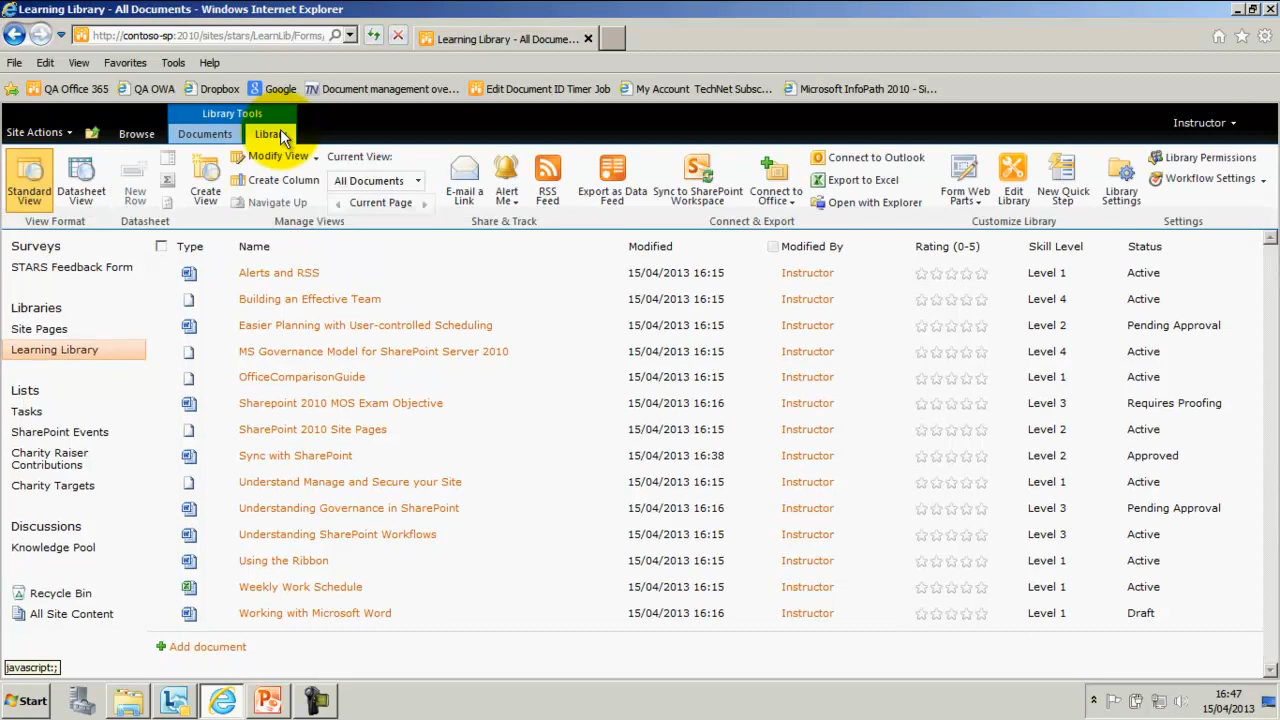 Learning Library - All Documents - Windows Internet Explorer
http://contoso-sp:2010/sites/stars/LearnLib/Forms,
Learning Library - All Docume...
File Edit View Favorites Tools Help
QA Office 365 QA OWA Dropbox Google Document management ove... Edit Document ID Timer Job My Account TechNet Subsc... Microsoft InfoPath 2010 - Si...
Library Tools
Site Actions Browse Documents Instructor
Standard View
Datasheet View
New Row
Create View
Modify View
Create Column
Navigate Up
Current View:
All Documents
Current Page
E-mail a Link
Alert Me
RSS Feed
Export as Data Feed
Sync to SharePoint Workspace
Connect to Office
Connect to Outlook
Export to Excel
Open with Explorer
Form Web Parts
Edit Library
New Quick Step
Library Settings
Library Permissions
Workflow Settings
View Format Datasheet Manage Views Share & Track Connect & Export Customize Library Settings
Surveys
STARS Feedback Form
Libraries
Site Pages
Learning Library
Lists
Tasks
SharePoint Events
Charity Raiser Contributions
Charity Targets
Discussions
Knowledge Pool
Recycle Bin
All Site Content
Type Name Modified Modified By Rating (0-5) Skill Level Status
Alerts and RSS 15/04/2013 16:15 Instructor Level 1 Active
Building an Effective Team 15/04/2013 16:15 Instructor Level 4 Active
Easier Planning with User-controlled Scheduling 15/04/2013 16:15 Instructor Level 2 Pending Approval
MS Governance Model for SharePoint Server 2010 15/04/2013 16:15 Instructor Level 4 Active
OfficeComparisonGuide 15/04/2013 16:15 Instructor Level 1 Active
Sharepoint 2010 MOS Exam Objective 15/04/2013 16:16 Instructor Level 3 Requires Proofing
SharePoint 2010 Site Pages 15/04/2013 16:15 Instructor Level 2 Active
Sync with SharePoint 15/04/2013 16:38 Instructor Level 2 Approved
Understand Manage and Secure your Site 15/04/2013 16:15 Instructor Level 1 Active
Understanding Governance in SharePoint 15/04/2013 16:16 Instructor Level 3 Pending Approval
Understanding SharePoint Workflows 15/04/2013 16:15 Instructor Level 3 Active
Using the Ribbon 15/04/2013 16:15 Instructor Level 1 Active
Weekly Work Schedule 15/04/2013 16:15 Instructor Level 1 Active
Working with Microsoft Word 15/04/2013 16:16 Instructor Level 1 Draft
Add document
javascript:;
Start
16:47
15/04/2013